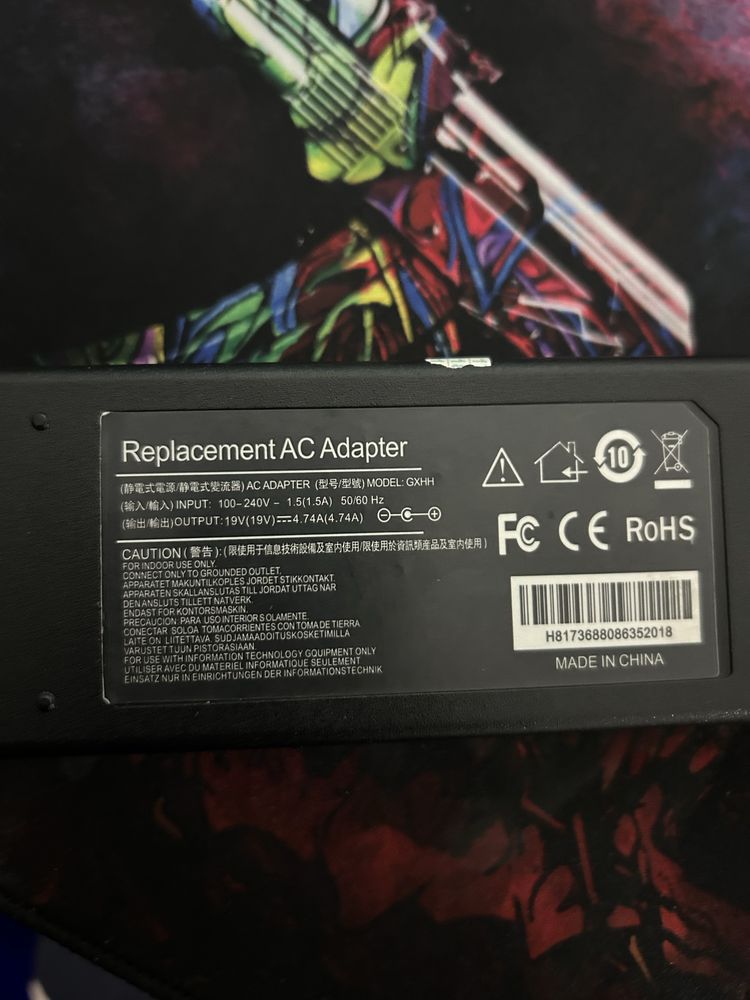 Replacement AC Adapter
(静電式電源/静電式變流器) AC ADAPTER (型号/型號) MODEL: GXHH
(输入/輸入) INPUT: 100-240V ~ 1.5(1.5A) 50/60 Hz
(输出/輸出) OUTPUT: 19V(19V) 4.74A(4.74A)
CAUTION (警告): (限使用于信息技術設備及室内使用/限使用於資訊類産品及室内使用)
FOR INDOOR USE ONLY.
CONNECT ONLY TO GROUNDED OUTLET.
APPARATET MAKUNTILKOPLES JORDET STIKKONTAKT.
APPARATEN SKALLANSLUTAS TILL JORDAT UTTAG NAR
DEN ANSLUTS TILLETT NATVERK.
ENDAST FOR KONTORSMASKIN.
PRECAUCION: PARA USO INTERIOR SOLAMENTE.
CONECTAR SOLOA TOMACORRIENTES CON TOMA DE TIERRA.
LAITE ON LIITETTAVA, SUDJAMAADOITUSKOSKETIMILLA
VARUSTETTUUN PISTORASIAAN.
FOR USE WITH INFORMATION TECHNOLOGY GQUIPMENT ONLY
UTILISER AVEC DU MATERIEL INFORMATIQUE SEULEMENT
EINSATZ NUR IN EINRICHTUNGEN DER INFORMATIONSTECHNIK
10
FC CE RoHS
H8173688086352018
MADE IN CHINA